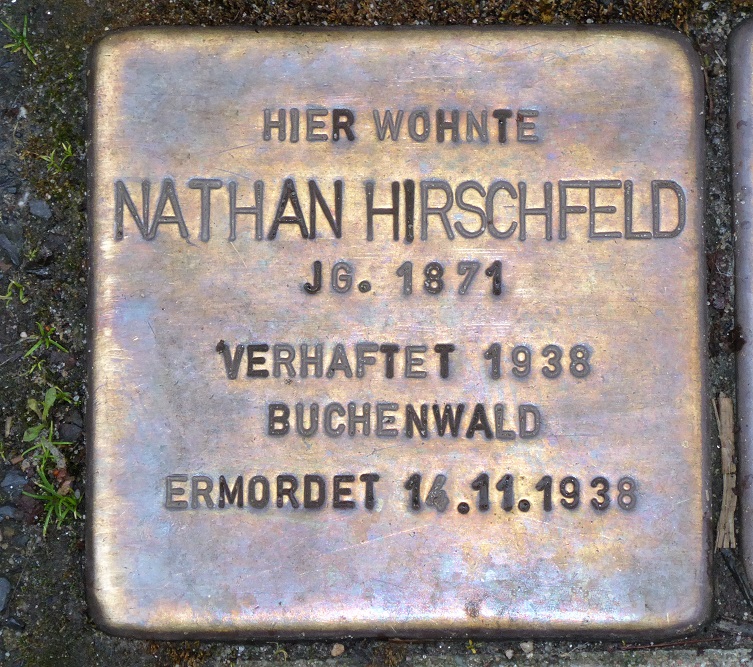 HIER WOHNTE
NATHAN HIRSCHFELD
JG. 1871
VERHAFTET 1938
BUCHENWALD
ERMORDET 14.11.1938